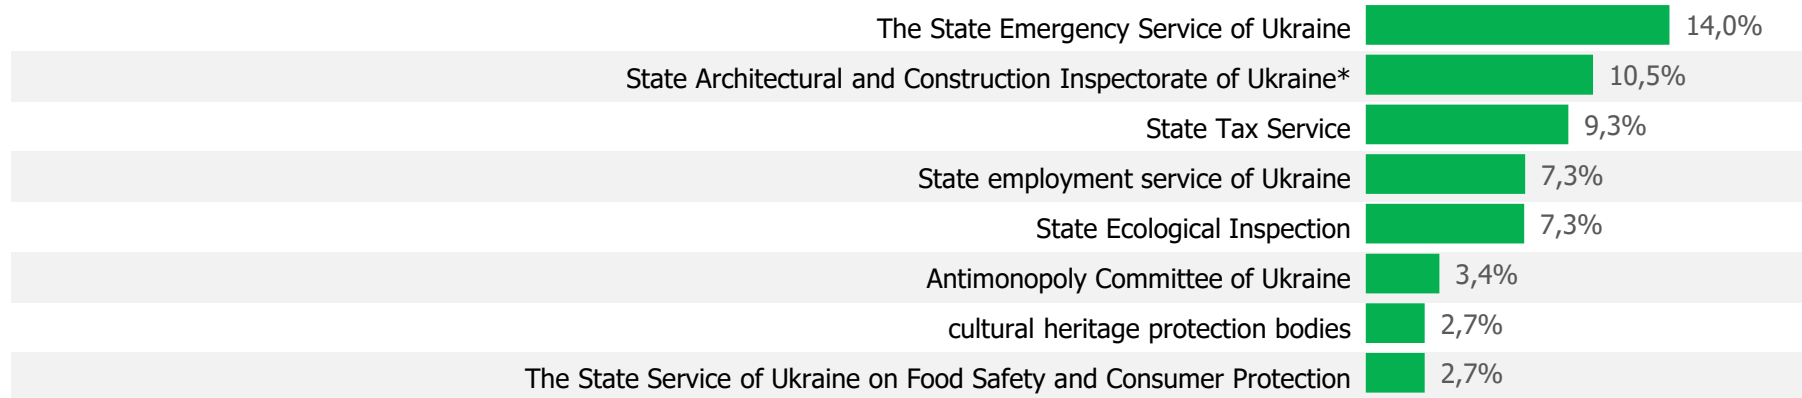 The State Emergency Service of Ukraine 14,0%
State Architectural and Construction Inspectorate of Ukraine* 10,5%
State Tax Service 9,3%
State employment service of Ukraine 7,3%
State Ecological Inspection 7,3%
Antimonopoly Committee of Ukraine 3,4%
cultural heritage protection bodies 2,7%
The State Service of Ukraine on Food Safety and Consumer Protection 2,7%